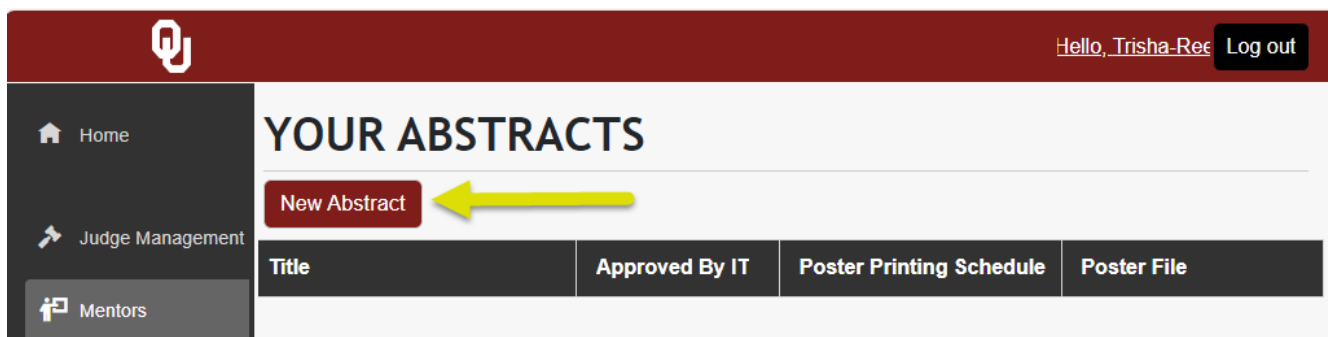 OU
Hello, Trisha-Ree
Log out
Home
YOUR ABSTRACTS
New Abstract
Judge Management
Title
Approved By IT
Poster Printing Schedule
Poster File
Mentors